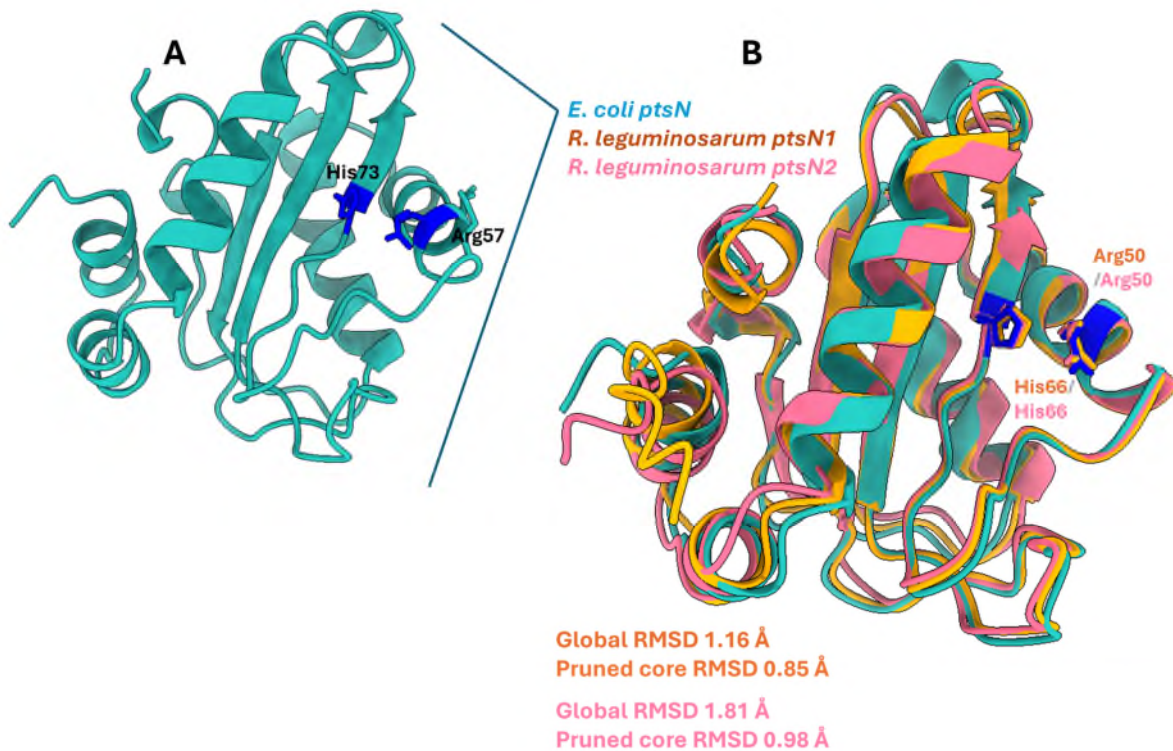 A
His73
Arg57
B
E. coli ptsN
R. leguminosarum ptsN1
R. leguminosarum ptsN2
Arg50
/Arg50
His66/
His66
Global RMSD 1.16 Å
Pruned core RMSD 0.85 Å
Global RMSD 1.81 Å
Pruned core RMSD 0.98 Å